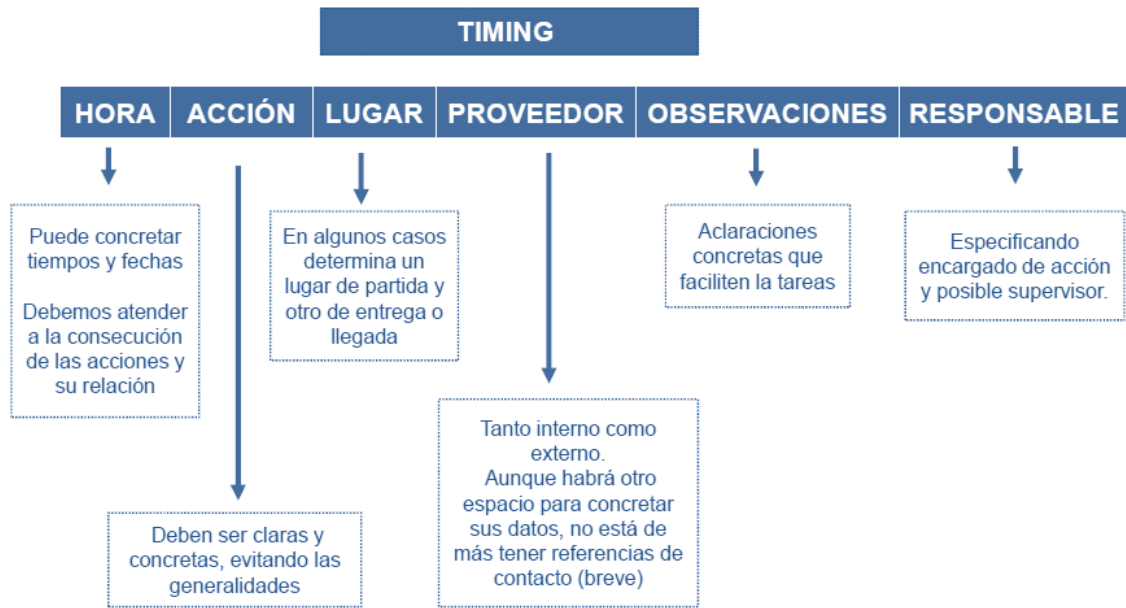 TIMING
HORA ACCIÓN LUGAR PROVEEDOR OBSERVACIONES RESPONSABLE
Puede concretar
tiempos y fechas
Debemos atender
a la consecución
de las acciones y
su relación
En algunos casos
determina un
lugar de partida y
otro de entrega o
llegada
Aclaraciones
concretas que
faciliten la tareas
Especificando
encargado de acción
y posible supervisor.
Tanto interno como
externo.
Aunque habrá otro
espacio para concretar
sus datos, no está de
más tener referencias de
contacto (breve)
Deben ser claras y
concretas, evitando las
generalidades